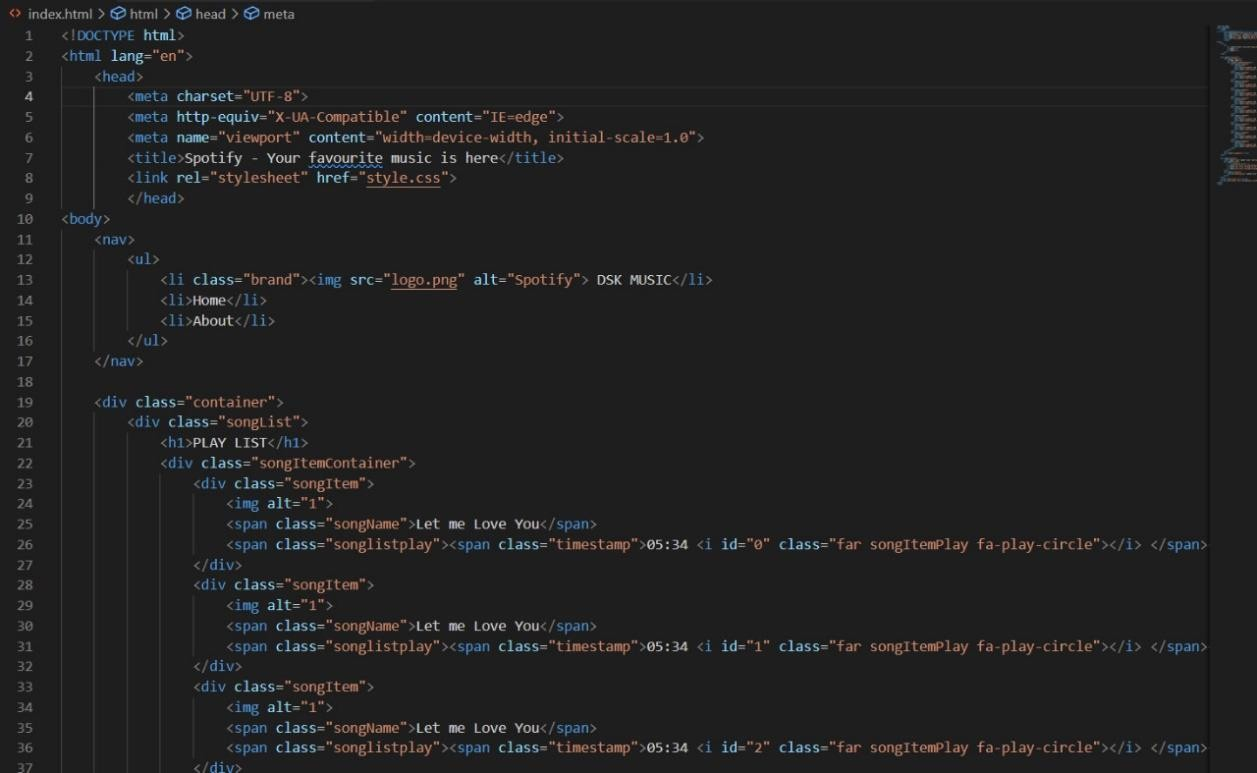 <> index.html > html > head > meta
1 <!DOCTYPE html>
2 <html lang="en">
3 <head>
4 <meta charset="UTF-8">
5 <meta http-equiv="X-UA-Compatible" content="IE=edge">
6 <meta name="viewport" content="width=device-width, initial-scale=1.0">
7 <title>Spotify - Your favourite music is here</title>
8 <link rel="stylesheet" href="style.css">
9 </head>
10 <body>
11 <nav>
12 <ul>
13 <li class="brand"><img src="logo.png" alt="Spotify"> DSK MUSIC</li>
14 <li>Home</li>
15 <li>About</li>
16 </ul>
17 </nav>
18
19 <div class="container">
20 <div class="songList">
21 <h1>PLAY LIST</h1>
22 <div class="songItemContainer">
23 <div class="songItem">
24 <img alt="1">
25 <span class="songName">Let me Love You</span>
26 <span class="songlistplay"><span class="timestamp">05:34 <i id="0" class="far songItemPlay fa-play-circle"></i> </span>
27 </div>
28 <div class="songItem">
29 <img alt="1">
30 <span class="songName">Let me Love You</span>
31 <span class="songlistplay"><span class="timestamp">05:34 <i id="1" class="far songItemPlay fa-play-circle"></i> </span>
32 </div>
33 <div class="songItem">
34 <img alt="1">
35 <span class="songName">Let me Love You</span>
36 <span class="songlistplay"><span class="timestamp">05:34 <i id="2" class="far songItemPlay fa-play-circle"></i> </span>
37 </div>